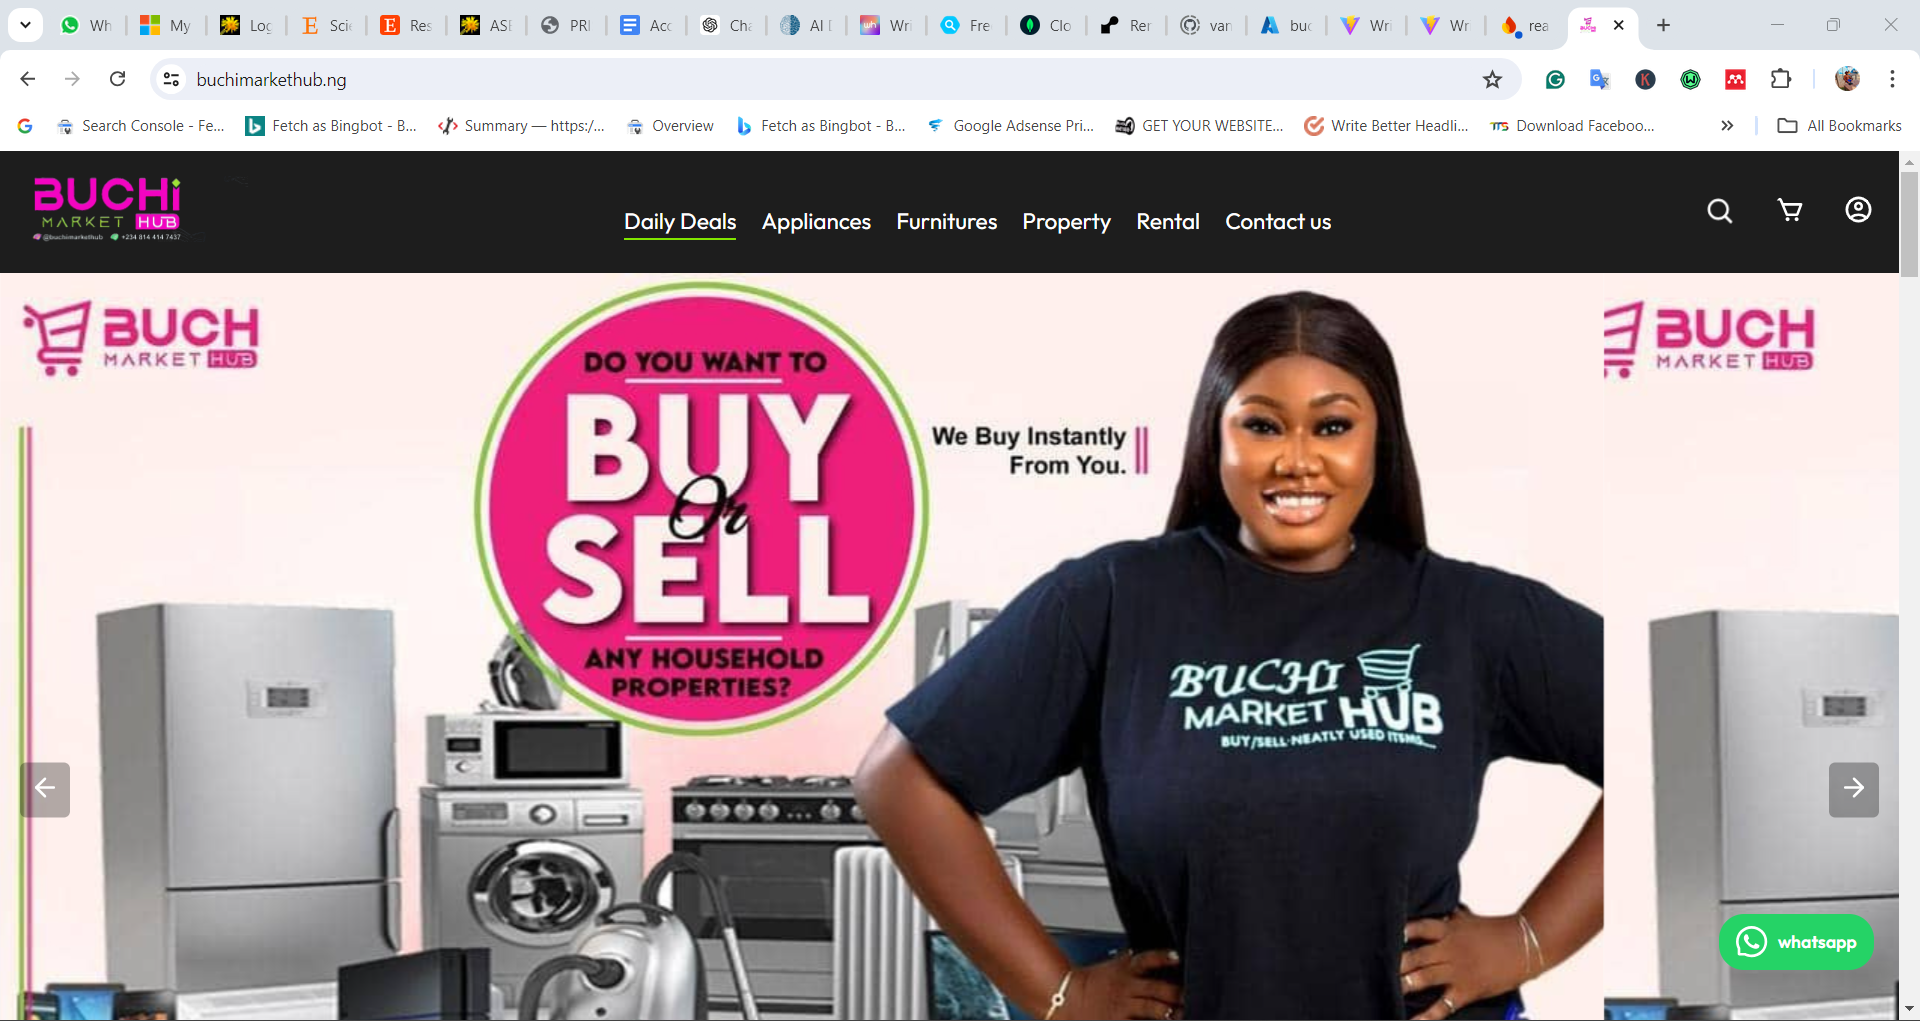 Wh
My
Log
Scie
Res
ASE
PRI
Acc
Cha
AI D
Wri
Fre
Clo
Ren
van
buc
Wri
Wr
rea
buchimarkethub.ng
Search Console - Fe...
Fetch as Bingbot - B...
Summary — https:/...
Overview
Fetch as Bingbot - B...
Google Adsense Pri...
GET YOUR WEBSITE...
Write Better Headli...
Download Faceboo...
All Bookmarks
BUCHi
MARKET HUB
@buchimarkethub +234 814 414 7437
Daily Deals
Appliances
Furnitures
Property
Rental
Contact us
BUCH
MARKET HUB
DO YOU WANT TO
BUY
Or
SELL
ANY HOUSEHOLD
PROPERTIES?
We Buy Instantly
From You.
BUCHI
MARKET HUB
BUY/SELL-NEATLY USED ITEMS...
BUCH
MARKET HUB
whatsapp